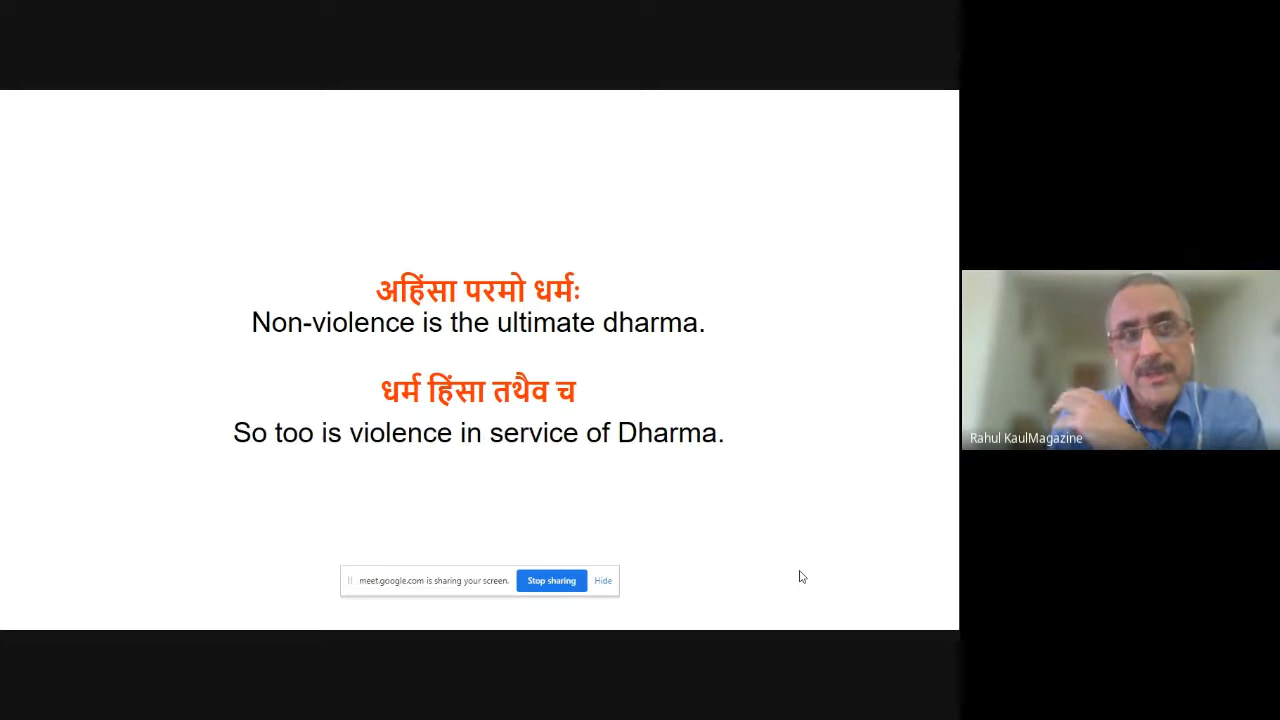 अहिंसा परमो धर्मः
Non-violence is the ultimate dharma.
धर्म हिंसा तथैव च
So too is violence in service of Dharma.
meet.google.com is sharing your screen. Stop sharing Hide
Rahul KaulMagazine